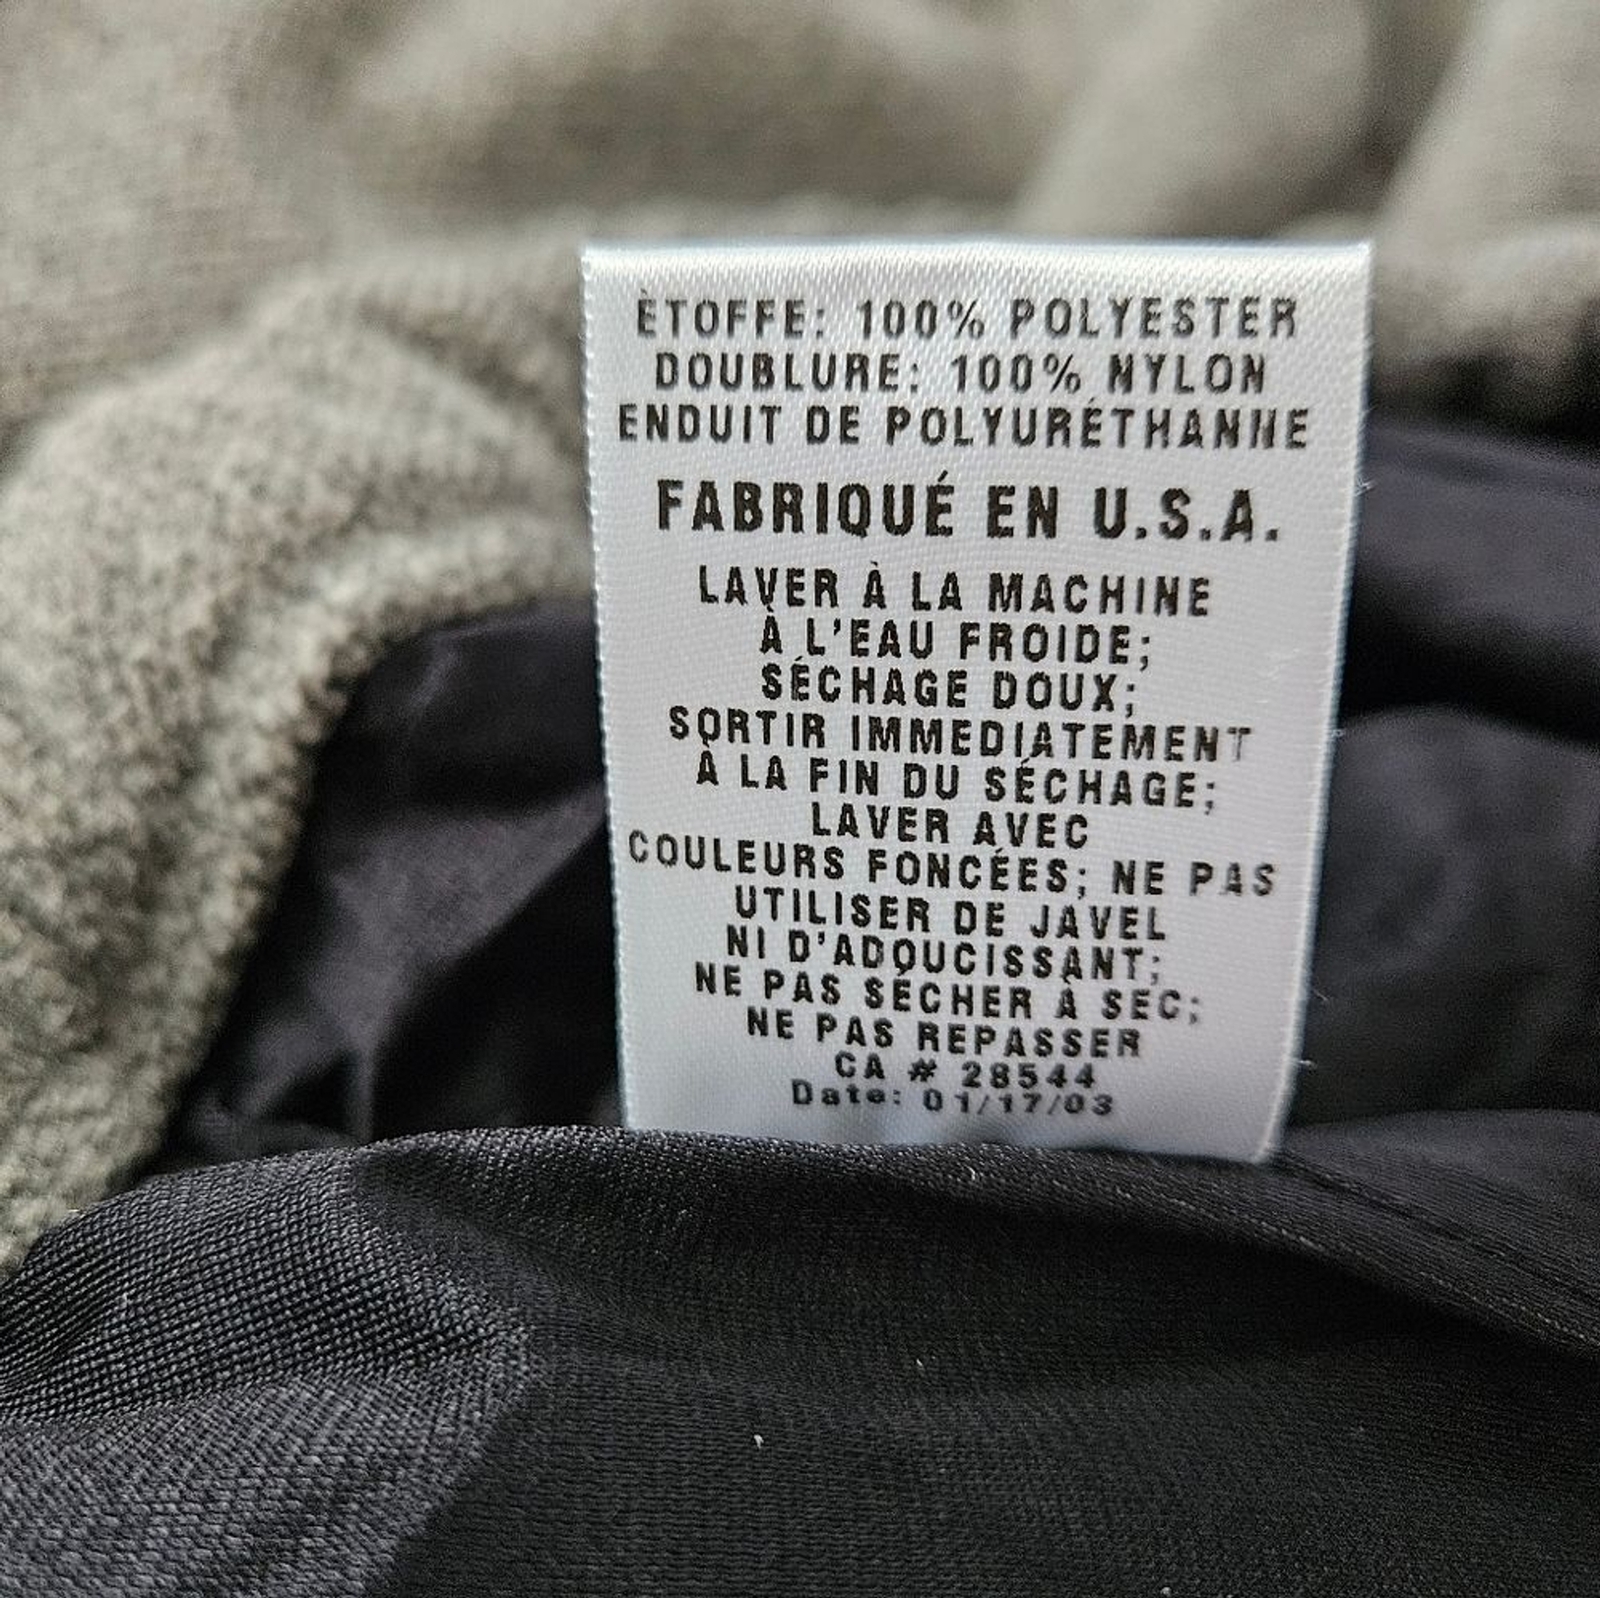 ÈTOFFE: 100% POLYESTER
DOUBLURE: 100% NYLON
ENDUIT DE POLYURÉTHANNE
FABRIQUÉ EN U.S.A.
LAVER À LA MACHINE
À L'EAU FROIDE;
SÉCHAGE DOUX;
SORTIR IMMEDIATEMENT
À LA FIN DU SÉCHAGE;
LAVER AVEC
COULEURS FONCÉES; NE PAS
UTILISER DE JAVEL
NI D'ADOUCISSANT;
NE PAS SÉCHER À SEC;
NE PAS REPASSER
CA # 28544
Date: 01/17/03